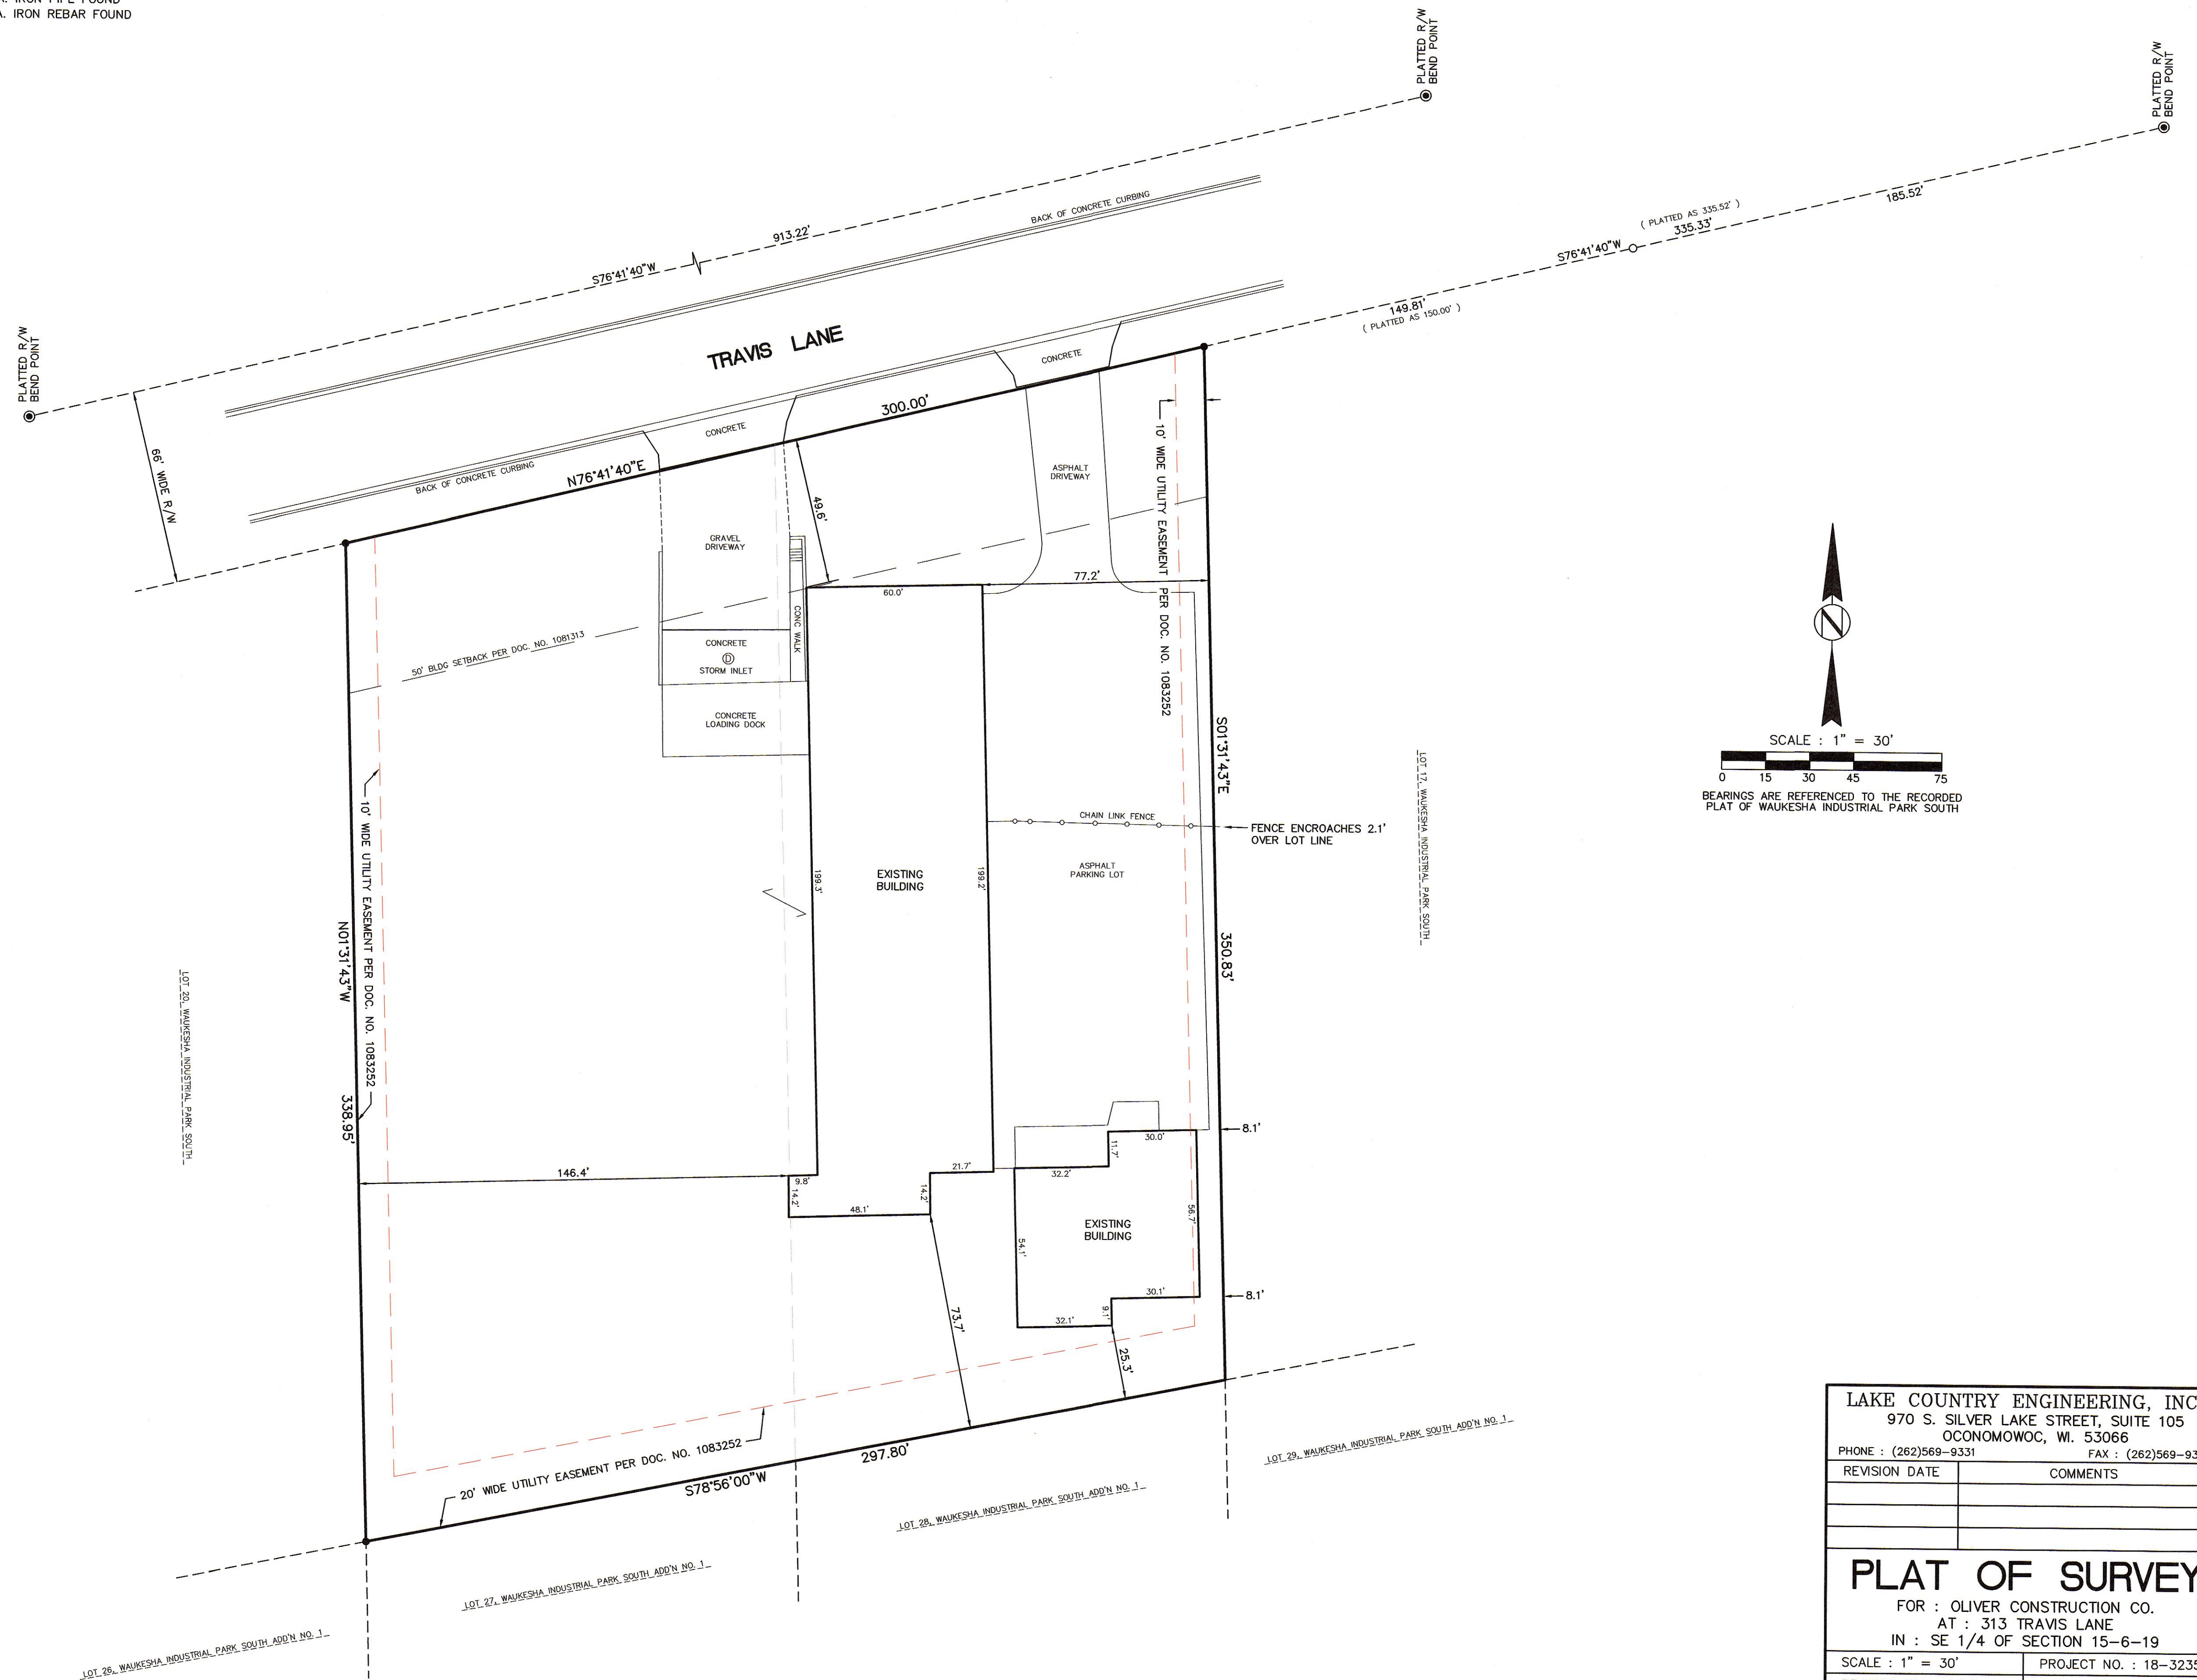 A. IRON REBAR FOUND
PLATTED R/W
BEND POINT
PLATTED R/W
BEND POINT
PLATTED R/W
BEND POINT
BACK OF CONCRETE CURBING
913.22'
S76°41'40"W
185.52'
( PLATTED AS 335.52' )
335.33'
S76°41'40"W
149.81'
( PLATTED AS 150.00' )
TRAVIS LANE
66' WIDE R/W
CONCRETE
300.00'
CONCRETE
BACK OF CONCRETE CURBING
N76°41'40"E
49.6'
ASPHALT
DRIVEWAY
10' WIDE UTILITY EASEMENT PER DOC. NO. 1083252
GRAVEL
DRIVEWAY
77.2'
60.0'
CONC WALK
50' BLDG SETBACK PER DOC. NO. 1081313
CONCRETE
D
STORM INLET
CONCRETE
LOADING DOCK
N
SCALE : 1" = 30'
0 15 30 45 75
BEARINGS ARE REFERENCED TO THE RECORDED
PLAT OF WAUKESHA INDUSTRIAL PARK SOUTH
S01°31'43"E
350.83'
LOT 17, WAUKESHA INDUSTRIAL PARK SOUTH
CHAIN LINK FENCE
FENCE ENCROACHES 2.1'
OVER LOT LINE
ASPHALT
PARKING LOT
EXISTING
BUILDING
199.3'
199.2'
10' WIDE UTILITY EASEMENT PER DOC. NO. 1083252
N01°31'43"W
338.95'
LOT 20, WAUKESHA INDUSTRIAL PARK SOUTH
146.4'
9.8'
14.2'
48.1'
14.2'
21.7'
8.1'
30.0'
11.7'
32.2'
56.7'
EXISTING
BUILDING
54.1'
30.1'
9.1'
32.1'
8.1'
73.7'
25.3'
20' WIDE UTILITY EASEMENT PER DOC. NO. 1083252
297.80'
S78°56'00"W
LOT 29, WAUKESHA INDUSTRIAL PARK SOUTH ADD'N NO. 1
LOT 28, WAUKESHA INDUSTRIAL PARK SOUTH ADD'N NO. 1
LOT 27, WAUKESHA INDUSTRIAL PARK SOUTH ADD'N NO. 1
LOT 26, WAUKESHA INDUSTRIAL PARK SOUTH ADD'N NO. 1
LAKE COUNTRY ENGINEERING, INC
970 S. SILVER LAKE STREET, SUITE 105
OCONOMOWOC, WI. 53066
PHONE : (262)569-9331 FAX : (262)569-93
REVISION DATE COMMENTS
PLAT OF SURVEY
FOR : OLIVER CONSTRUCTION CO.
AT : 313 TRAVIS LANE
IN : SE 1/4 OF SECTION 15-6-19
SCALE : 1" = 30' PROJECT NO. : 18-3235